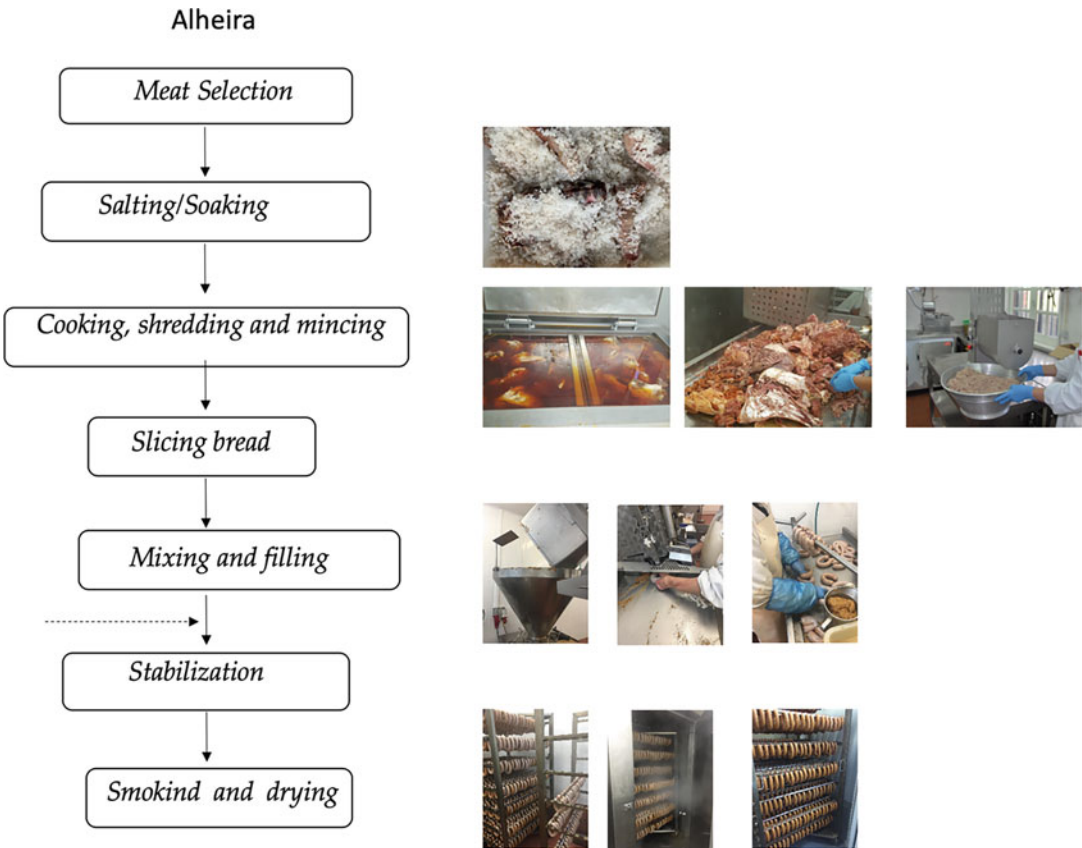 Alheira
Meat Selection
Salting/Soaking
Cooking, shredding and mincing
Slicing bread
Mixing and filling
Stabilization
Smokind and drying